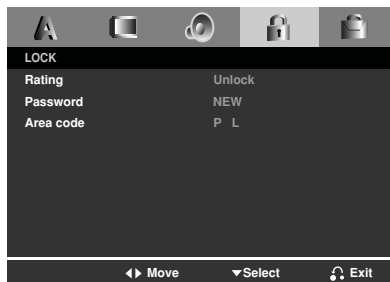 A
LOCK
Rating Unlock
Password NEW
Area code P L
Move Select Exit